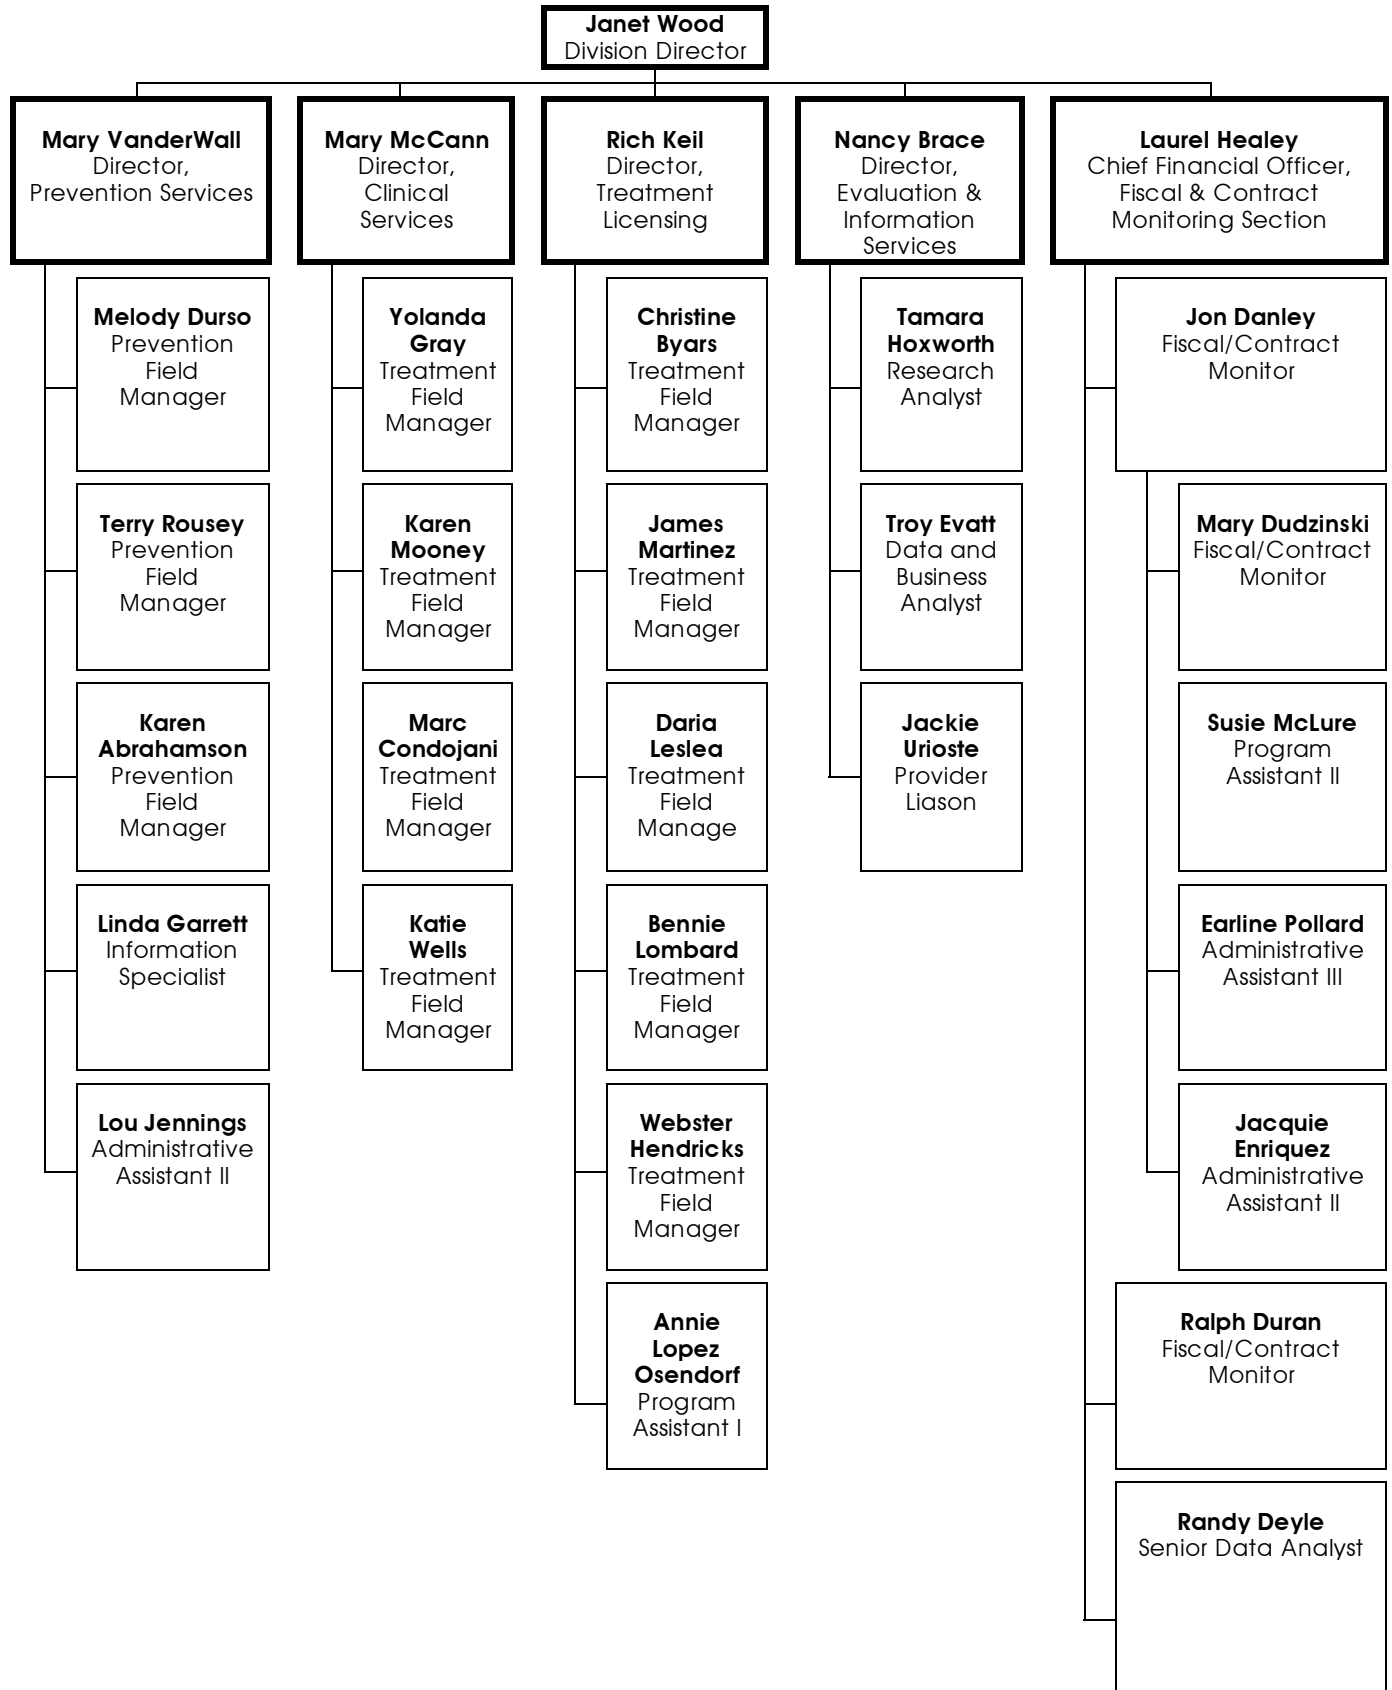 Janet Wood
Division Director
Mary VanderWall
Director,
Prevention Services
Mary McCann
Director,
Clinical
Services
Rich Keil
Director,
Treatment
Licensing
Nancy Brace
Director,
Evaluation &
Information
Services
Laurel Healey
Chief Financial Officer,
Fiscal & Contract
Monitoring Section
Melody Durso
Prevention
Field
Manager
Terry Rousey
Prevention
Field
Manager
Karen
Abrahamson
Prevention
Field
Manager
Linda Garrett
Information
Specialist
Lou Jennings
Administrative
Assistant II
Yolanda
Gray
Treatment
Field
Manager
Karen
Mooney
Treatment
Field
Manager
Marc
Condojani
Treatment
Field
Manager
Katie
Wells
Treatment
Field
Manager
Christine
Byars
Treatment
Field
Manager
James
Martinez
Treatment
Field
Manager
Daria
Leslea
Treatment
Field
Manage
Bennie
Lombard
Treatment
Field
Manager
Webster
Hendricks
Treatment
Field
Manager
Annie
Lopez
Osendorf
Program
Assistant I
Tamara
Hoxworth
Research
Analyst
Troy Evatt
Data and
Business
Analyst
Jackie
Urioste
Provider
Liason
Jon Danley
Fiscal/Contract
Monitor
Mary Dudzinski
Fiscal/Contract
Monitor
Susie McLure
Program
Assistant II
Earline Pollard
Administrative
Assistant III
Jacquie
Enriquez
Administrative
Assistant II
Ralph Duran
Fiscal/Contract
Monitor
Randy Deyle
Senior Data Analyst